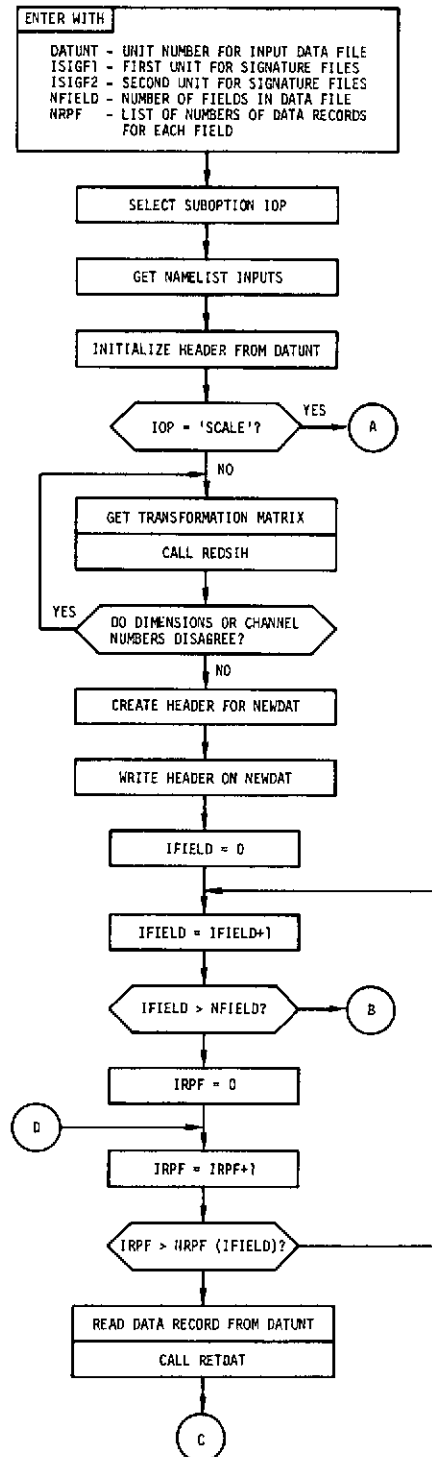 ENTER WITH
DATUNT - UNIT NUMBER FOR INPUT DATA FILE
ISIGF1 - FIRST UNIT FOR SIGNATURE FILES
ISIGF2 - SECOND UNIT FOR SIGNATURE FILES
NFIELD - NUMBER OF FIELDS IN DATA FILE
NRPF - LIST OF NUMBERS OF DATA RECORDS
FOR EACH FIELD
SELECT SUBOPTION IOP
GET NAMELIST INPUTS
INITIALIZE HEADER FROM DATUNT
IOP = 'SCALE'?
YES
A
NO
GET TRANSFORMATION MATRIX
CALL REDSIH
YES
DO DIMENSIONS OR CHANNEL
NUMBERS DISAGREE?
NO
CREATE HEADER FOR NEWDAT
WRITE HEADER ON NEWDAT
IFIELD = 0
IFIELD = IFIELD+1
IFIELD > NFIELD?
B
IRPF = 0
D
IRPF = IRPF+1
IRPF > NRPF (IFIELD)?
READ DATA RECORD FROM DATUNT
CALL RETDAT
C